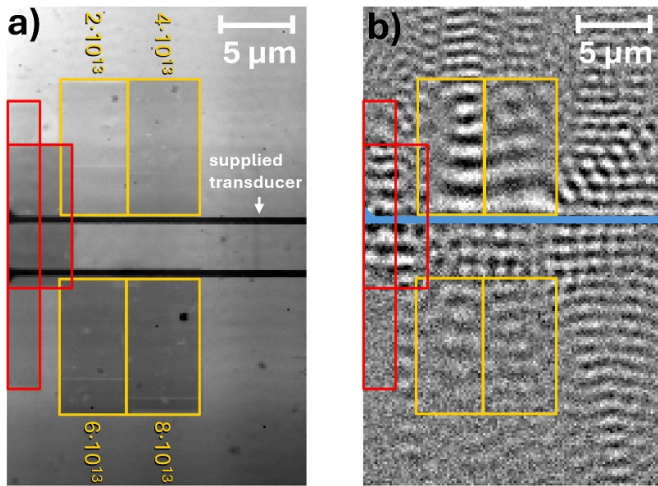 a)
2·10¹³
4·10¹³
5 µm
supplied
transducer
6·10¹³
8·10¹³
b)
5 µm